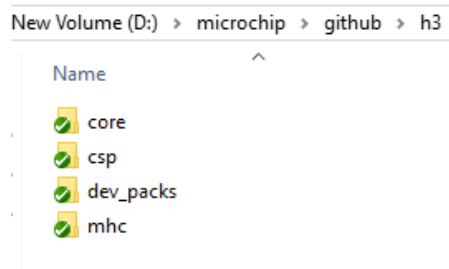 New Volume (D:) > microchip > github > h3
Name
core
csp
dev_packs
mhc